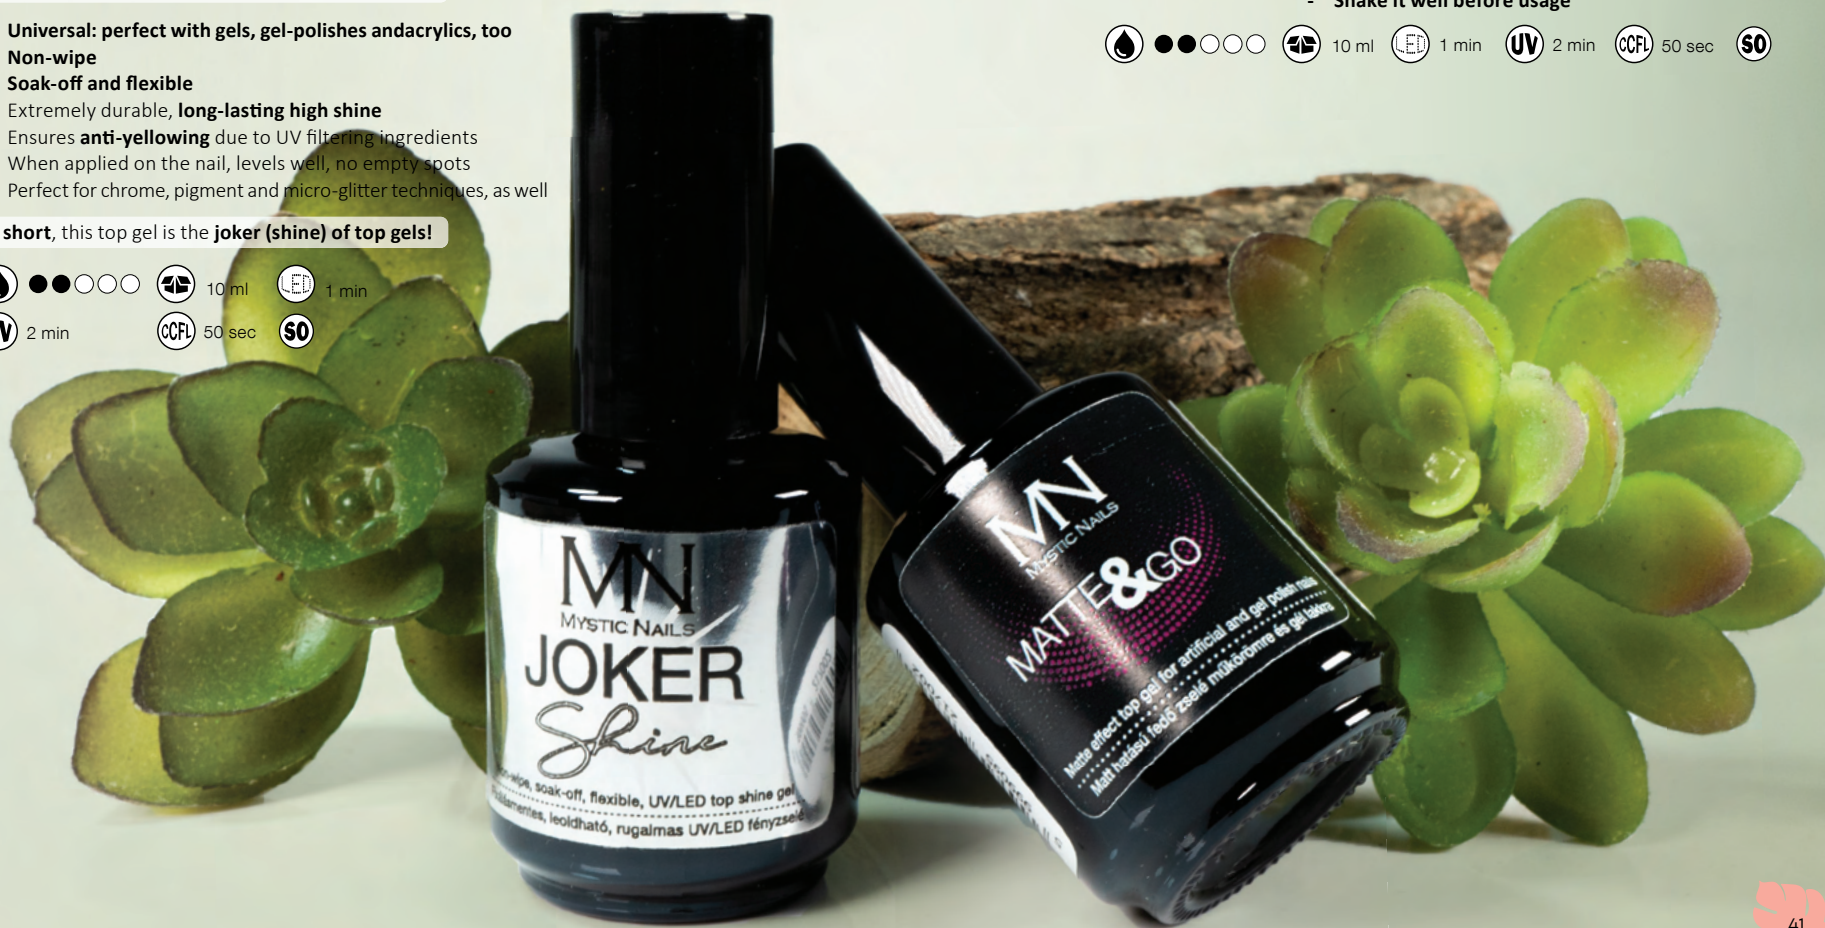 Universal: perfect with gels, gel-polishes andacrylics, too
Non-wipe
Soak-off and flexible
Extremely durable, long-lasting high shine
Ensures anti-yellowing due to UV filtering ingredients
When applied on the nail, levels well, no empty spots
Perfect for chrome, pigment and micro-glitter techniques, as well
short, this top gel is the joker (shine) of top gels!
10 ml LED 1 min
2 min CCFL 50 sec SO
- Shake it well before usage
10 ml LED 1 min UV 2 min CCFL 50 sec SO
MN
MYSTIC NAILS
JOKER
Shine
soak-off, flexible, UV/LED top shine gel
leoldható, rugalmas UV/LED fényzselé
MN
MYSTIC NAILS
MATTE&GO
Matte effect top gel for artificial and gel polish nails
Matt hatású fedő zselé műkörömre és gél lakkra
41